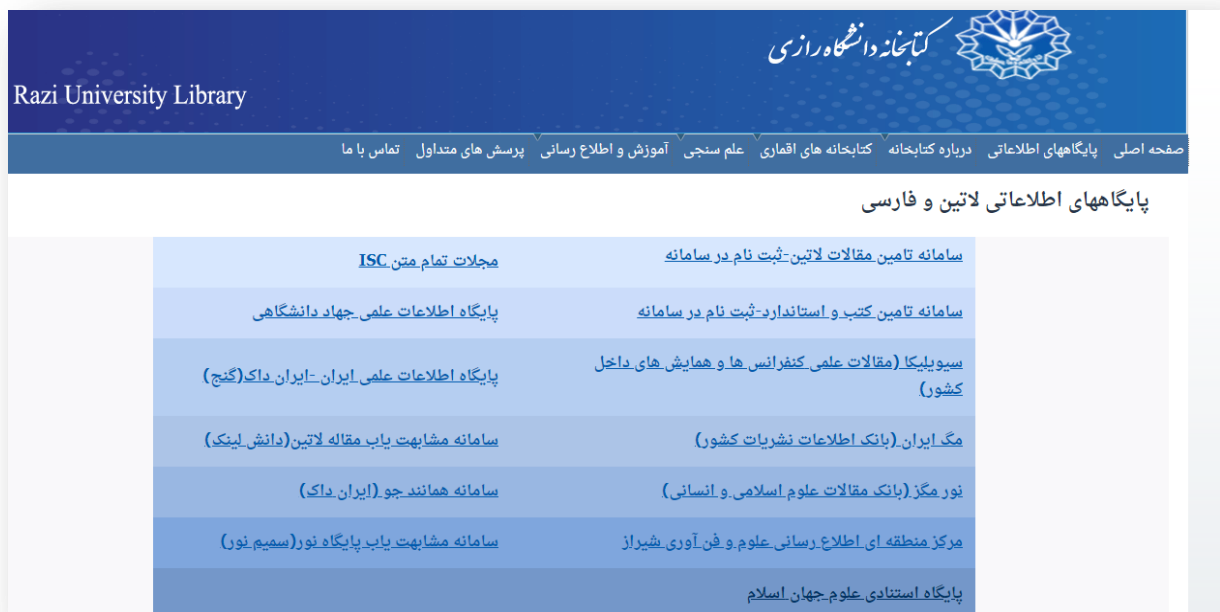 کتابخانه دانشگاه رازی
Razi University Library
صفحه اصلی پایگاههای اطلاعاتی درباره کتابخانه کتابخانه های اقماری علم سنجی آموزش و اطلاع رسانی پرسش های متداول تماس با ما
پایگاههای اطلاعاتی لاتین و فارسی
سامانه تامین مقالات لاتین-ثبت نام در سامانه
مجلات تمام متن ISC
سامانه تامین کتب و استاندارد-ثبت نام در سامانه
پایگاه اطلاعات علمی جهاد دانشگاهی
سیویلیکا (مقالات علمی کنفرانس ها و همایش های داخل
کشور)
پایگاه اطلاعات علمی ایران -ایران داک(گنج)
مگ ایران (بانک اطلاعات نشریات کشور)
سامانه مشابهت یاب مقاله لاتین(دانش لینک)
نور مگز (بانک مقالات علوم اسلامی و انسانی)
سامانه همانند جو (ایران داک)
مرکز منطقه ای اطلاع رسانی علوم و فن آوری شیراز
سامانه مشابهت یاب پایگاه نور(سمیم نور)
پایگاه استنادی علوم جهان اسلام